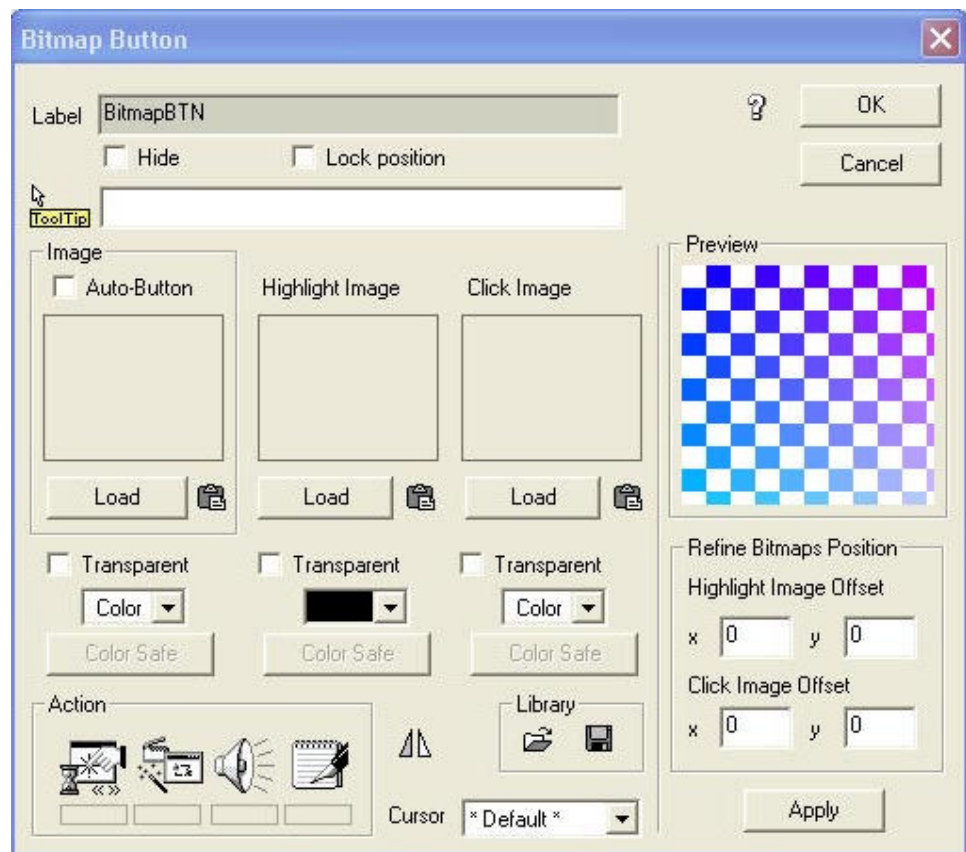 Bitmap Button
Label BitmapBTN
OK
Hide Lock position
Cancel
ToolTip
Image
Preview
Auto-Button Highlight Image Click Image
Load Load Load
Transparent Transparent Transparent
Color Color
Color Safe Color Safe Color Safe
Refine Bitmaps Position
Highlight Image Offset
x 0 y 0
Click Image Offset
x 0 y 0
Action
Library
Cursor * Default *
Apply